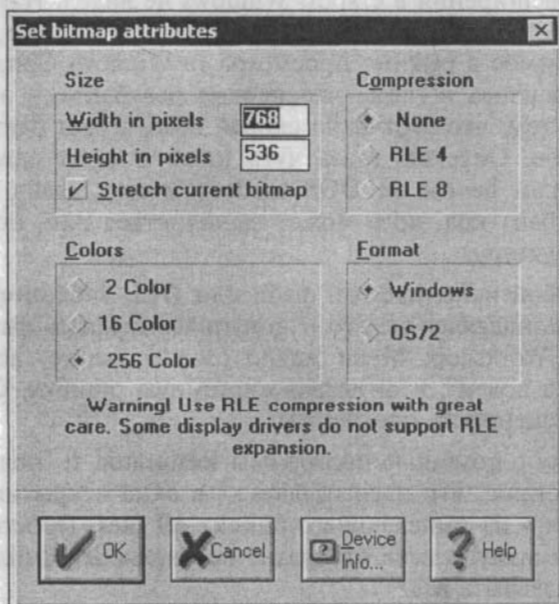 Set bitmap attributes
Size
Width in pixels 768
Height in pixels 536
Stretch current bitmap
Compression
None
RLE 4
RLE 8
Colors
2 Color
16 Color
256 Color
Format
Windows
OS/2
Warning! Use RLE compression with great
care. Some display drivers do not support RLE
expansion.
OK
Cancel
Device
Info...
? Help